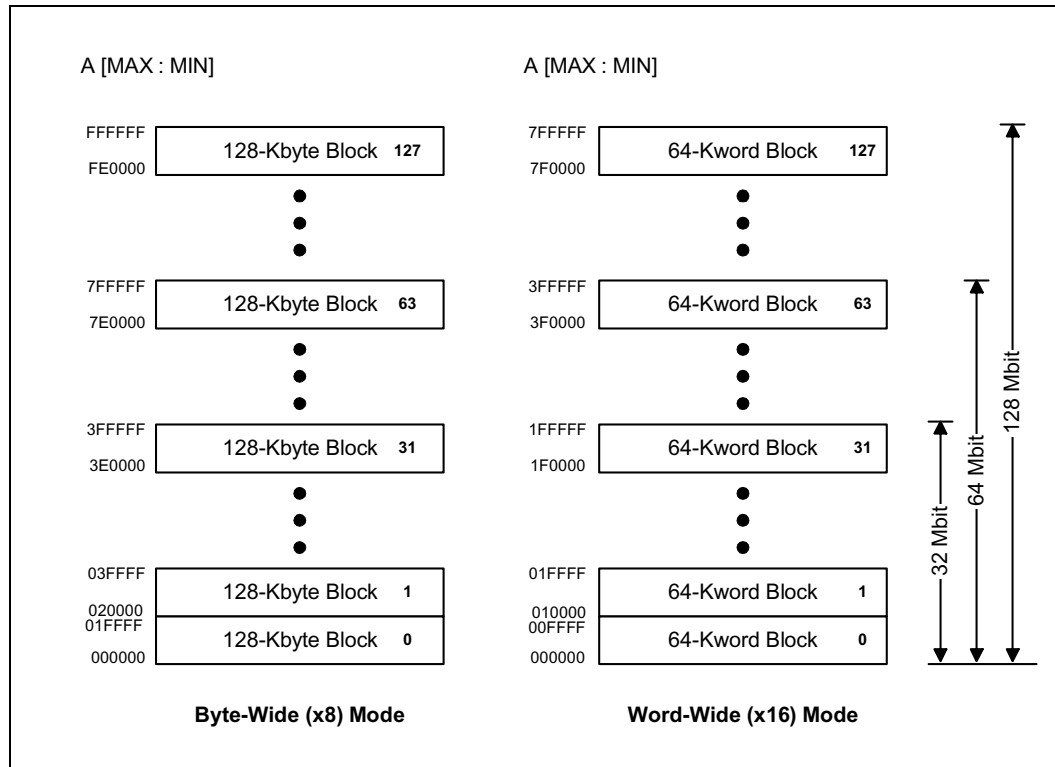 A [MAX : MIN]
A [MAX : MIN]
FFFFFF
128-Kbyte Block 127
FE0000
7FFFFF
64-Kword Block 127
7F0000
7FFFFF
128-Kbyte Block 63
7E0000
3FFFFF
64-Kword Block 63
3F0000
3FFFFF
128-Kbyte Block 31
3E0000
1FFFFF
64-Kword Block 31
1F0000
03FFFF
128-Kbyte Block 1
020000
01FFFF
128-Kbyte Block 0
000000
01FFFF
64-Kword Block 1
010000
00FFFF
64-Kword Block 0
000000
32 Mbit
64 Mbit
128 Mbit
Byte-Wide (x8) Mode
Word-Wide (x16) Mode